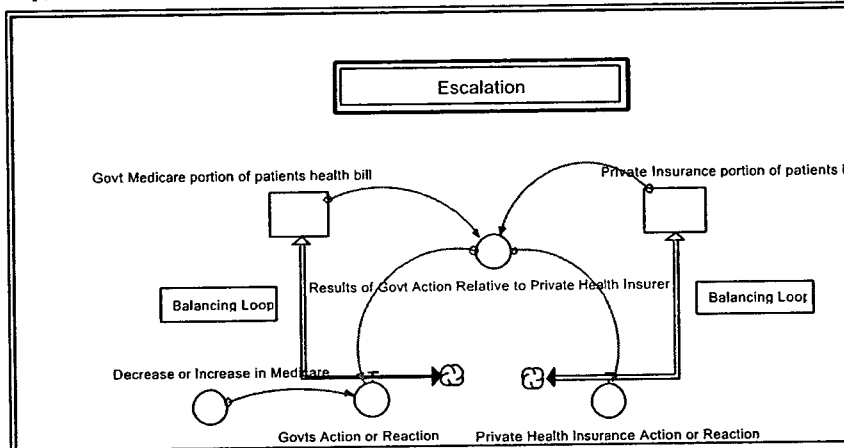 Escalation
Govt Medicare portion of patients health bill
Private Insurance portion of patients
Results of Govt Action Relative to Private Health Insurer
Balancing Loop
Balancing Loop
Decrease or Increase in Medicare
Govts Action or Reaction
Private Health Insurance Action or Reaction